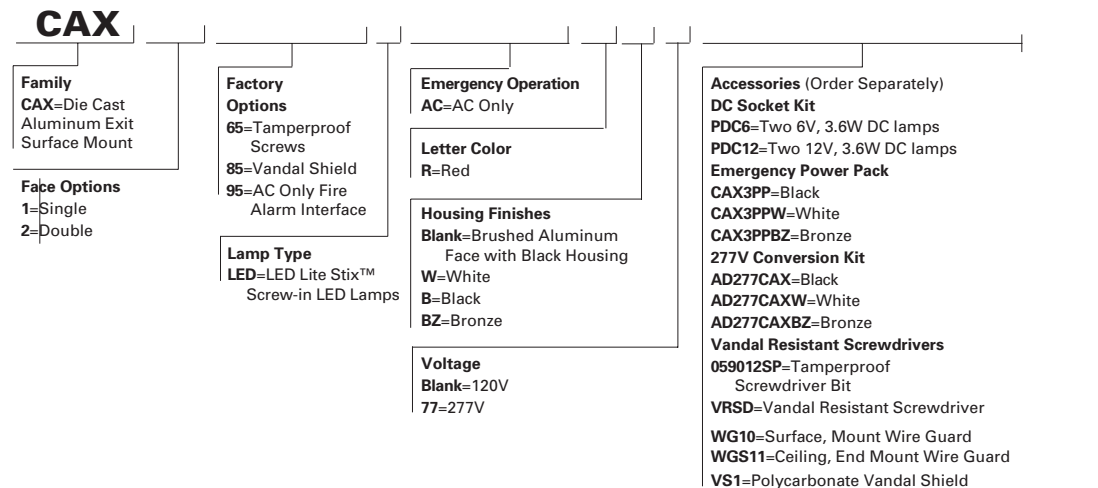 CAX
Family
CAX=Die Cast
Aluminum Exit
Surface Mount
Face Options
1=Single
2=Double
Factory
Options
65=Tamperproof
Screws
85=Vandal Shield
95=AC Only Fire
Alarm Interface
Lamp Type
LED=LED Lite Stix™
Screw-in LED Lamps
Emergency Operation
AC=AC Only
Letter Color
R=Red
Housing Finishes
Blank=Brushed Aluminum
Face with Black Housing
W=White
B=Black
BZ=Bronze
Voltage
Blank=120V
77=277V
Accessories (Order Separately)
DC Socket Kit
PDC6=Two 6V, 3.6W DC lamps
PDC12=Two 12V, 3.6W DC lamps
Emergency Power Pack
CAX3PP=Black
CAX3PPW=White
CAX3PPBZ=Bronze
277V Conversion Kit
AD277CAX=Black
AD277CAXW=White
AD277CAXBZ=Bronze
Vandal Resistant Screwdrivers
059012SP=Tamperproof
Screwdriver Bit
VRSD=Vandal Resistant Screwdriver
WG10=Surface, Mount Wire Guard
WGS11=Ceiling, End Mount Wire Guard
VS1=Polycarbonate Vandal Shield